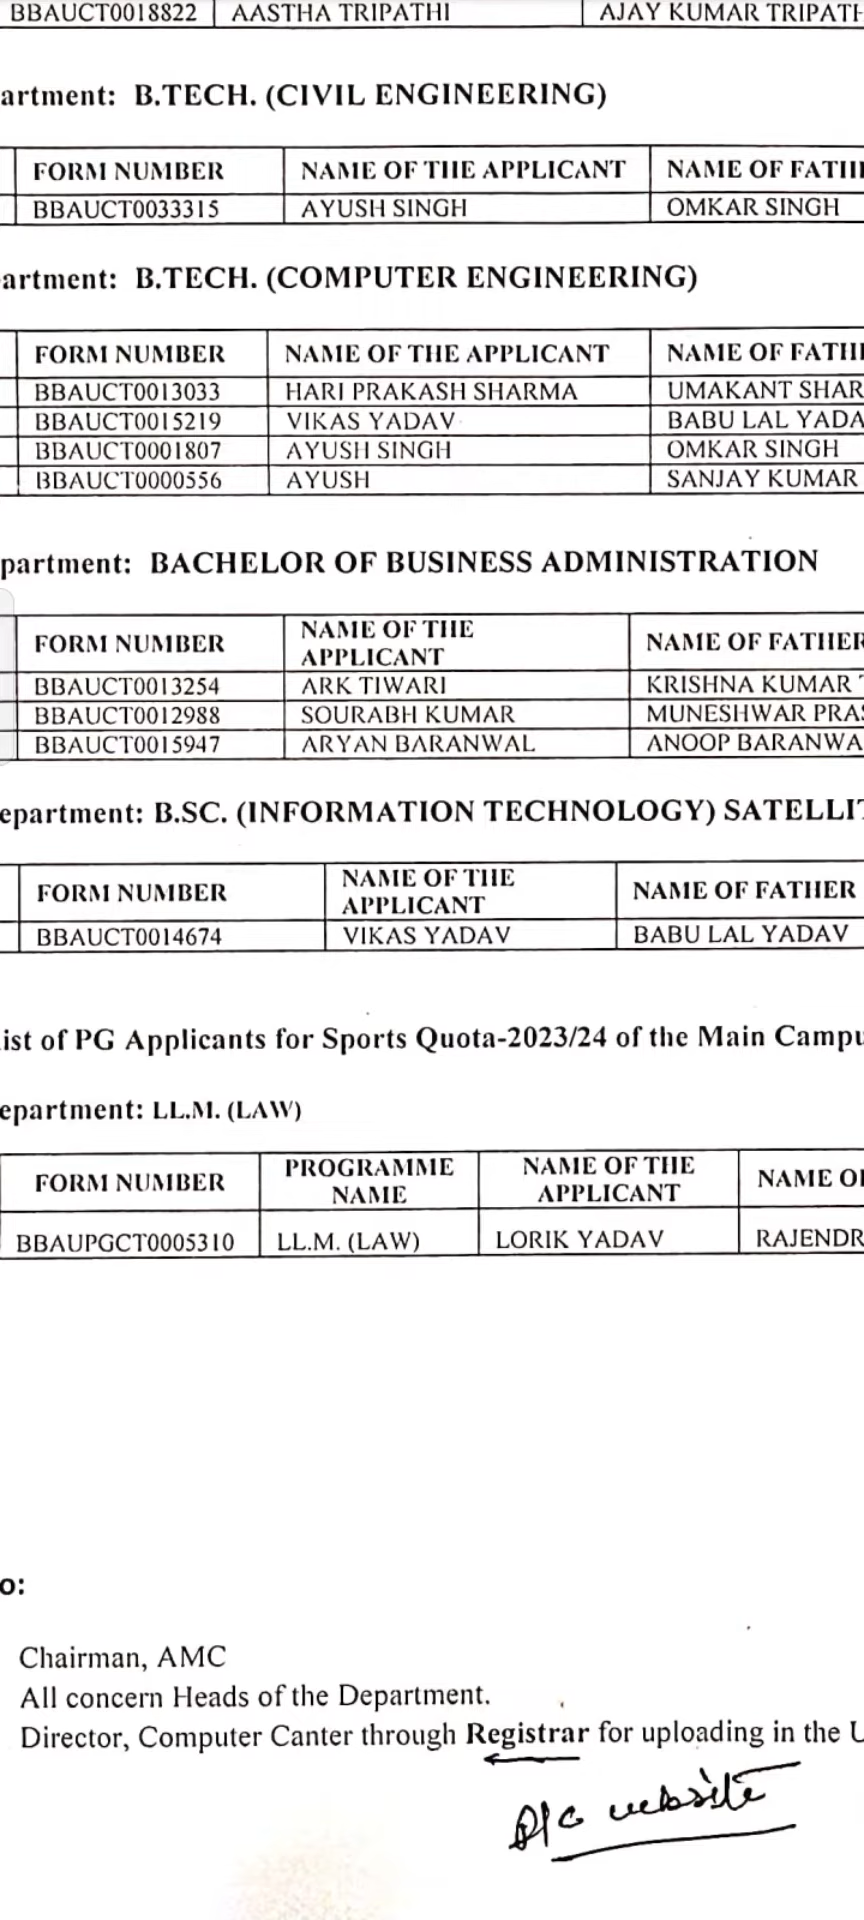 BBAUCT0018822 AASTHA TRIPATHI AJAY KUMAR TRIPATH
artment: B.TECH. (CIVIL ENGINEERING)
FORM NUMBER NAME OF THE APPLICANT NAME OF FATH
BBAUCT0033315 AYUSH SINGH OMKAR SINGH
artment: B.TECH. (COMPUTER ENGINEERING)
FORM NUMBER NAME OF THE APPLICANT NAME OF FATH
BBAUCT0013033 HARI PRAKASH SHARMA UMAKANT SHAR
BBAUCT0015219 VIKAS YADAV BABU LAL YADA
BBAUCT0001807 AYUSH SINGH OMKAR SINGH
BBAUCT0000556 AYUSH SANJAY KUMAR
partment: BACHELOR OF BUSINESS ADMINISTRATION
FORM NUMBER NAME OF THE APPLICANT NAME OF FATHER
BBAUCT0013254 ARK TIWARI KRISHNA KUMAR T
BBAUCT0012988 SOURABH KUMAR MUNESHWAR PRAS
BBAUCT0015947 ARYAN BARANWAL ANOOP BARANWA
epartment: B.SC. (INFORMATION TECHNOLOGY) SATELLIT
FORM NUMBER NAME OF THE APPLICANT NAME OF FATHER
BBAUCT0014674 VIKAS YADAV BABU LAL YADAV
ist of PG Applicants for Sports Quota-2023/24 of the Main Campu
epartment: LL.M. (LAW)
FORM NUMBER PROGRAMME NAME NAME OF THE APPLICANT NAME OF
BBAUPGCT0005310 LL.M. (LAW) LORIK YADAV RAJENDR
o:
Chairman, AMC
All concern Heads of the Department.
Director, Computer Canter through Registrar for uploading in the U
website